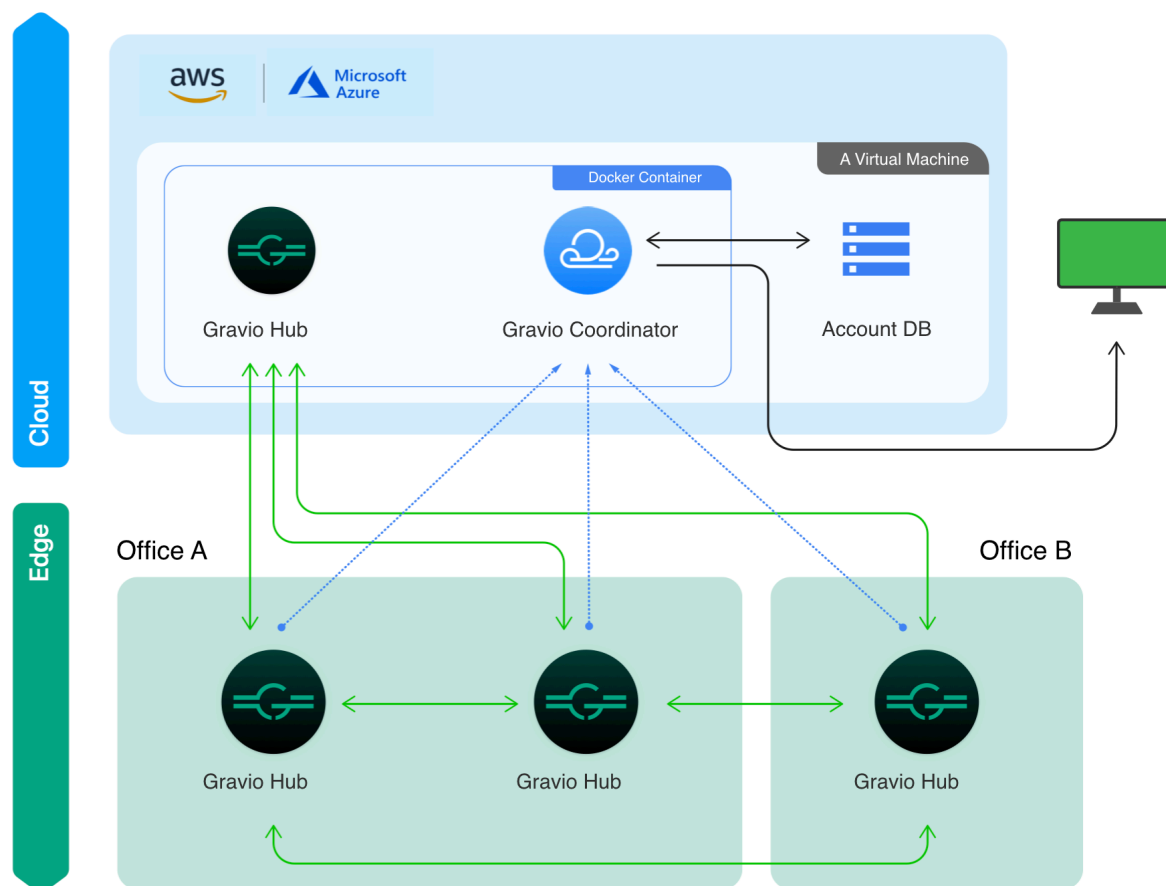 aws
Microsoft
Azure
A Virtual Machine
Docker Container
Gravio Hub
Gravio Coordinator
Account DB
Cloud
Edge
Office A
Office B
Gravio Hub
Gravio Hub
Gravio Hub